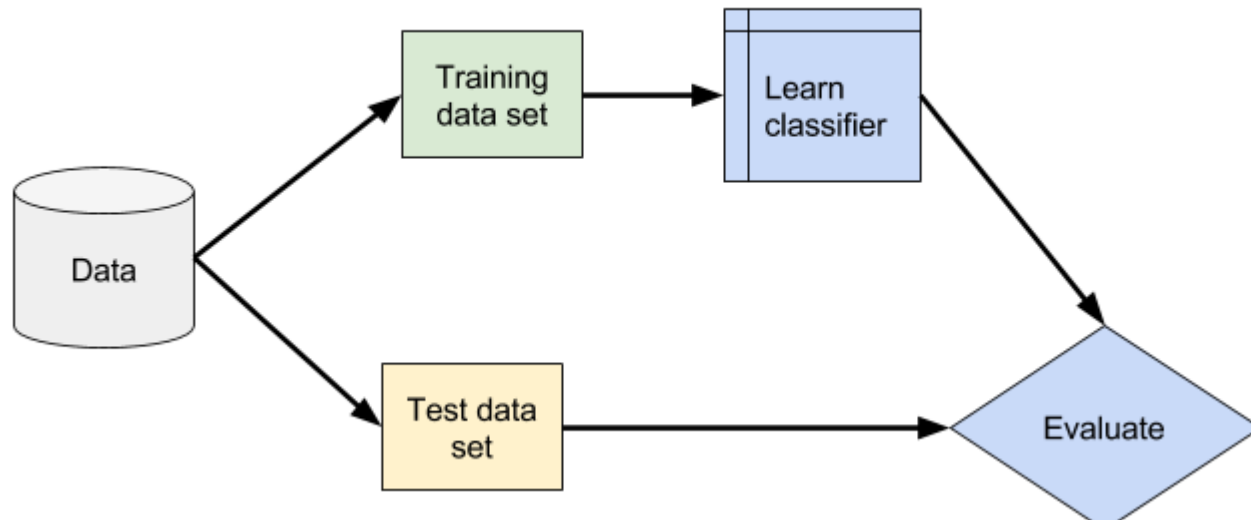 Training
data set
Learn
classifier
Data
Test data
set
Evaluate